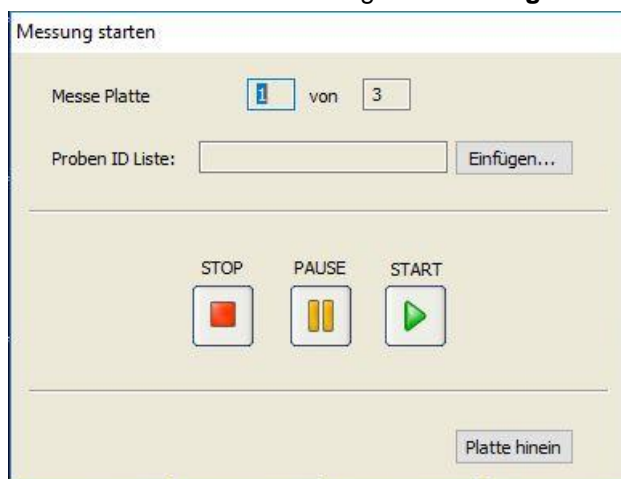 Messung starten
Messe Platte 1 von 3
Proben ID Liste: Einfügen...
STOP PAUSE START
Platte hinein